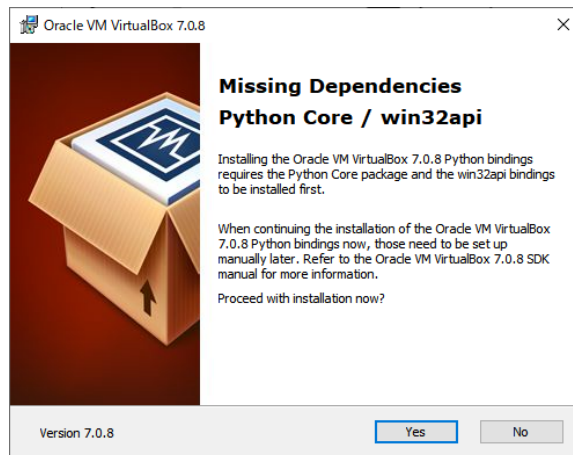 Oracle VM VirtualBox 7.0.8
Missing Dependencies
Python Core / win32api
Installing the Oracle VM VirtualBox 7.0.8 Python bindings
requires the Python Core package and the win32api bindings
to be installed first.
When continuing the installation of the Oracle VM VirtualBox
7.0.8 Python bindings now, those need to be set up
manually later. Refer to the Oracle VM VirtualBox 7.0.8 SDK
manual for more information.
Proceed with installation now?
Version 7.0.8
Yes
No